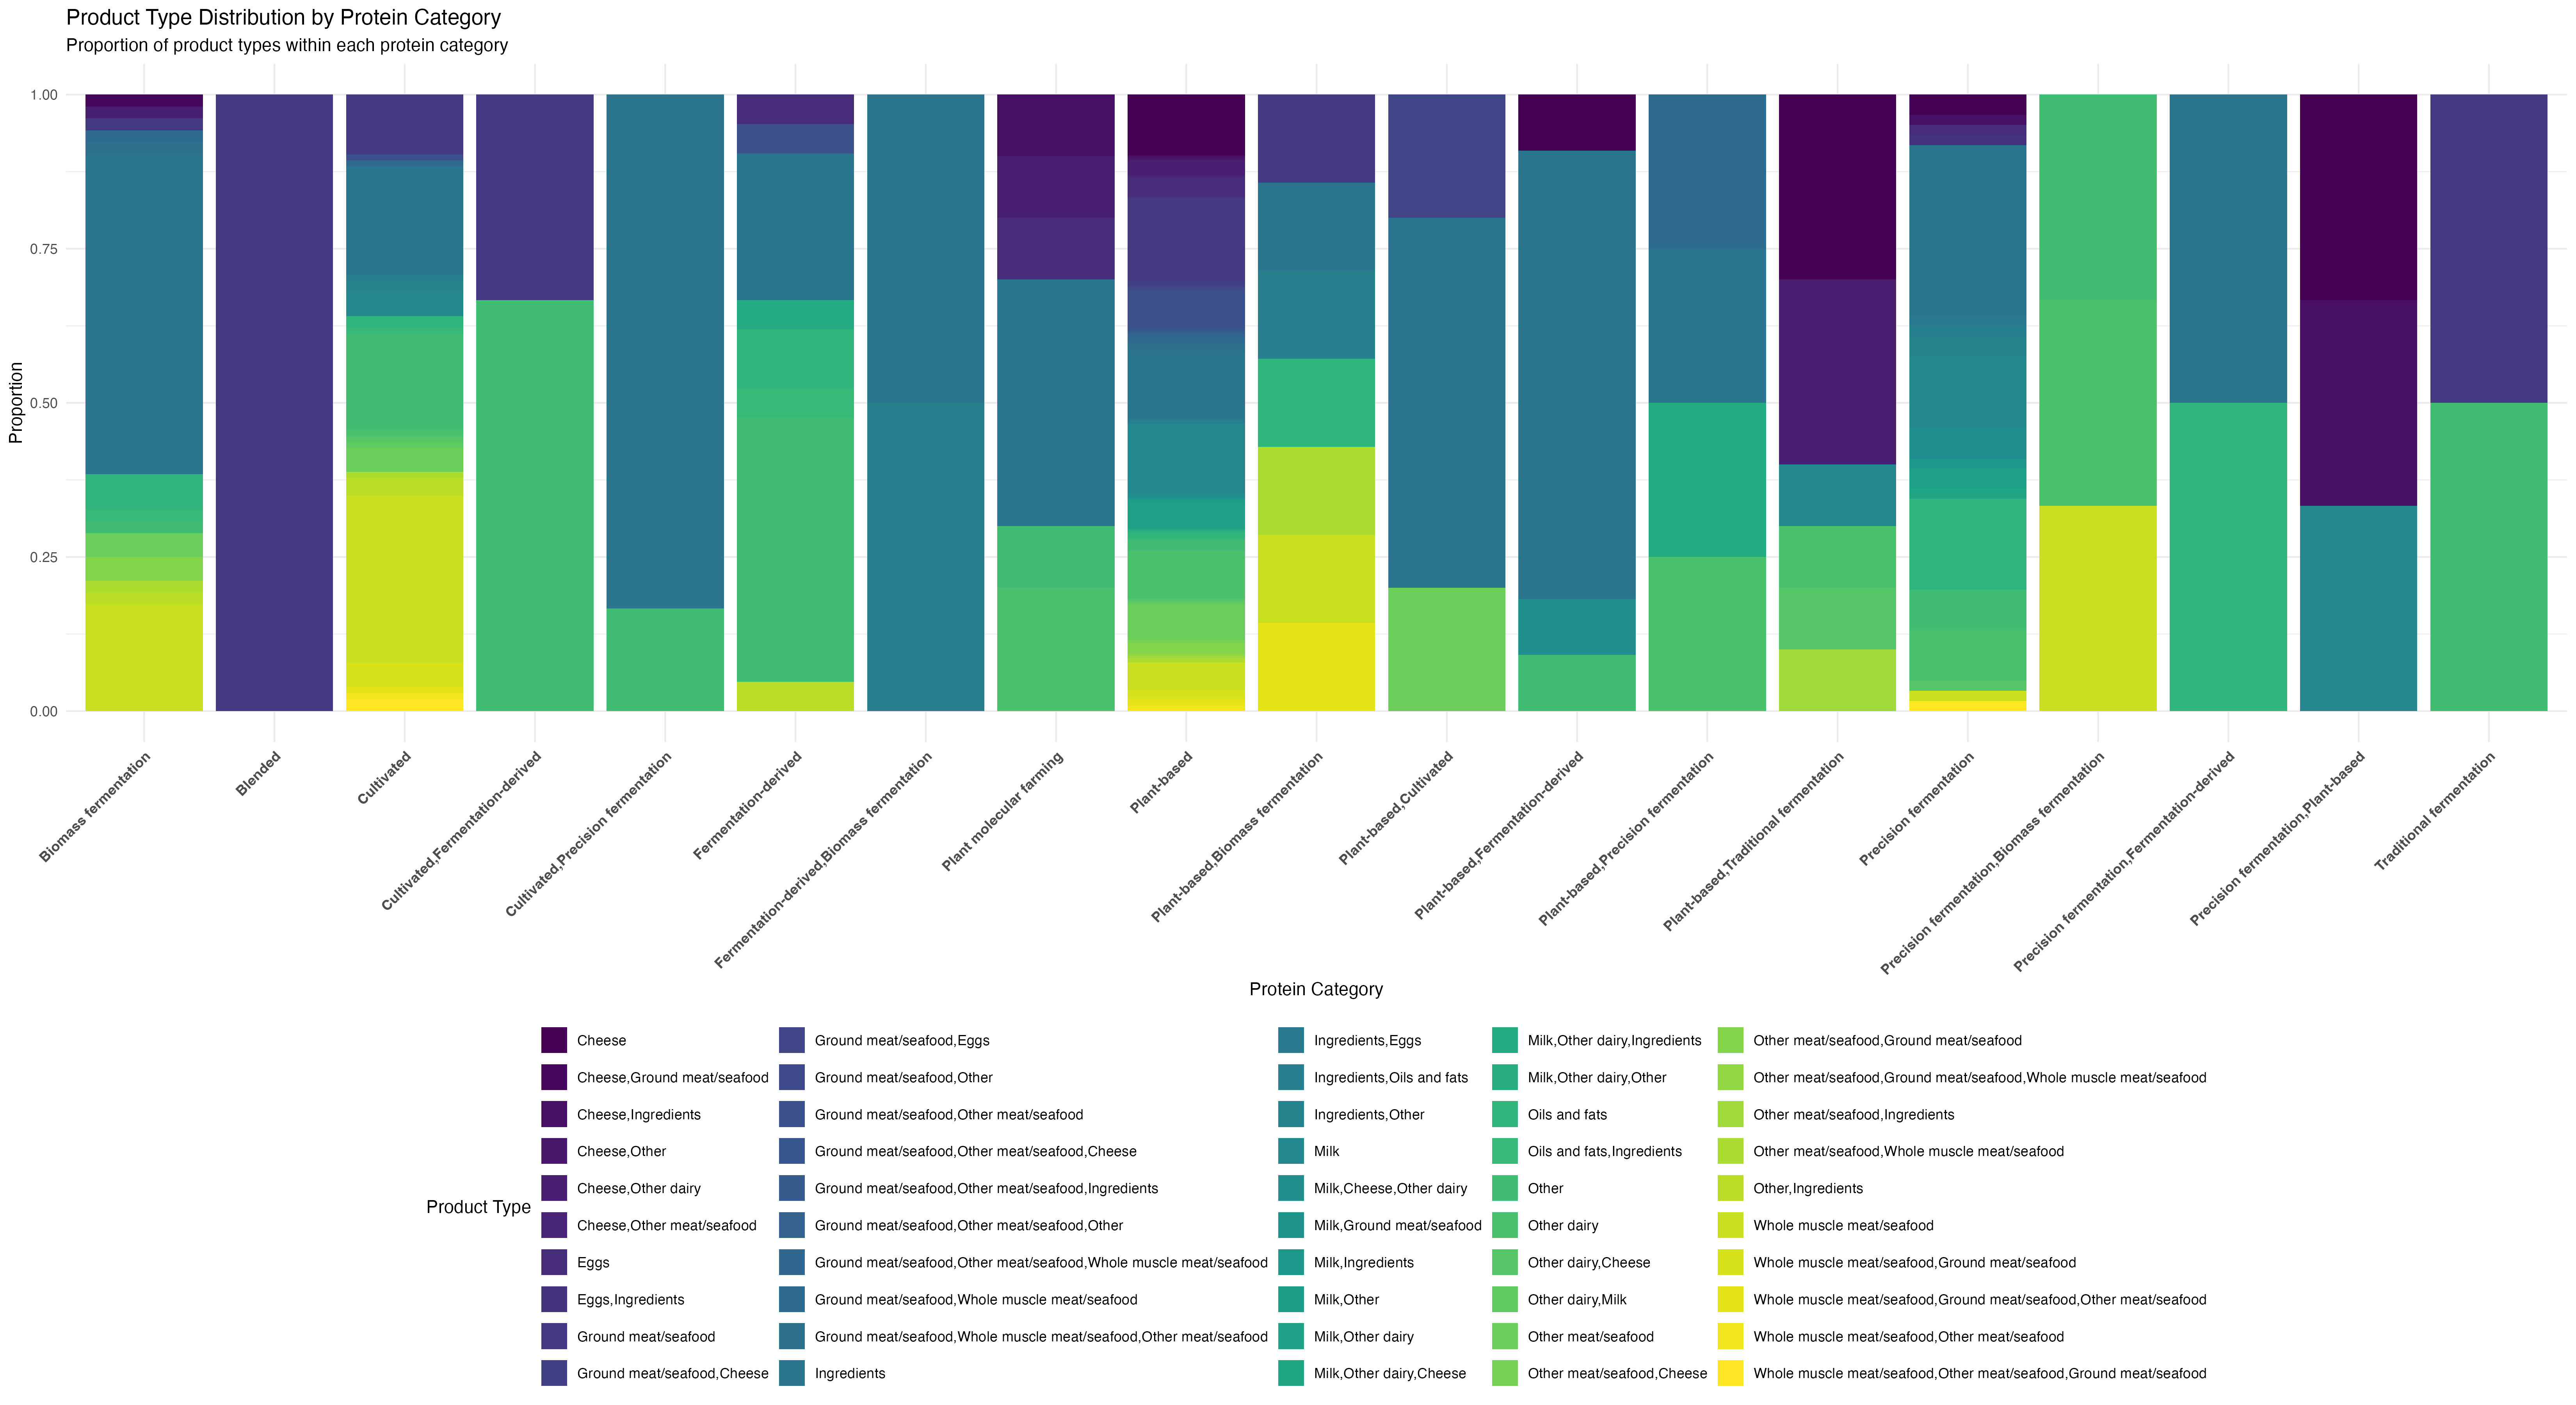 Product Type Distribution by Protein Category
Proportion of product types within each protein category
Proportion
1.00
0.75
0.50
0.25
0.00
Biomass fermentation
Blended
Cultivated
Cultivated,Fermentation-derived
Cultivated,Precision fermentation
Fermentation-derived
Fermentation-derived,Biomass fermentation
Plant molecular farming
Plant-based
Plant-based,Biomass fermentation
Plant-based,Cultivated
Plant-based,Fermentation-derived
Plant-based,Precision fermentation
Plant-based,Traditional fermentation
Precision fermentation
Precision fermentation,Biomass fermentation
Precision fermentation,Fermentation-derived
Precision fermentation,Plant-based
Traditional fermentation
Protein Category
Product Type
Cheese
Cheese,Ground meat/seafood
Cheese,Ingredients
Cheese,Other
Cheese,Other dairy
Cheese,Other meat/seafood
Eggs
Eggs,Ingredients
Ground meat/seafood
Ground meat/seafood,Cheese
Ground meat/seafood,Eggs
Ground meat/seafood,Other
Ground meat/seafood,Other meat/seafood
Ground meat/seafood,Other meat/seafood,Cheese
Ground meat/seafood,Other meat/seafood,Ingredients
Ground meat/seafood,Other meat/seafood,Other
Ground meat/seafood,Other meat/seafood,Whole muscle meat/seafood
Ground meat/seafood,Whole muscle meat/seafood
Ground meat/seafood,Whole muscle meat/seafood,Other meat/seafood
Ingredients
Ingredients,Eggs
Ingredients,Oils and fats
Ingredients,Other
Milk
Milk,Cheese,Other dairy
Milk,Ground meat/seafood
Milk,Ingredients
Milk,Other
Milk,Other dairy
Milk,Other dairy,Cheese
Milk,Other dairy,Ingredients
Milk,Other dairy,Other
Oils and fats
Oils and fats,Ingredients
Other
Other dairy
Other dairy,Cheese
Other dairy,Milk
Other meat/seafood
Other meat/seafood,Cheese
Other meat/seafood,Ground meat/seafood
Other meat/seafood,Ground meat/seafood,Whole muscle meat/seafood
Other meat/seafood,Ingredients
Other meat/seafood,Whole muscle meat/seafood
Other,Ingredients
Whole muscle meat/seafood
Whole muscle meat/seafood,Ground meat/seafood
Whole muscle meat/seafood,Ground meat/seafood,Other meat/seafood
Whole muscle meat/seafood,Other meat/seafood
Whole muscle meat/seafood,Other meat/seafood,Ground meat/seafood